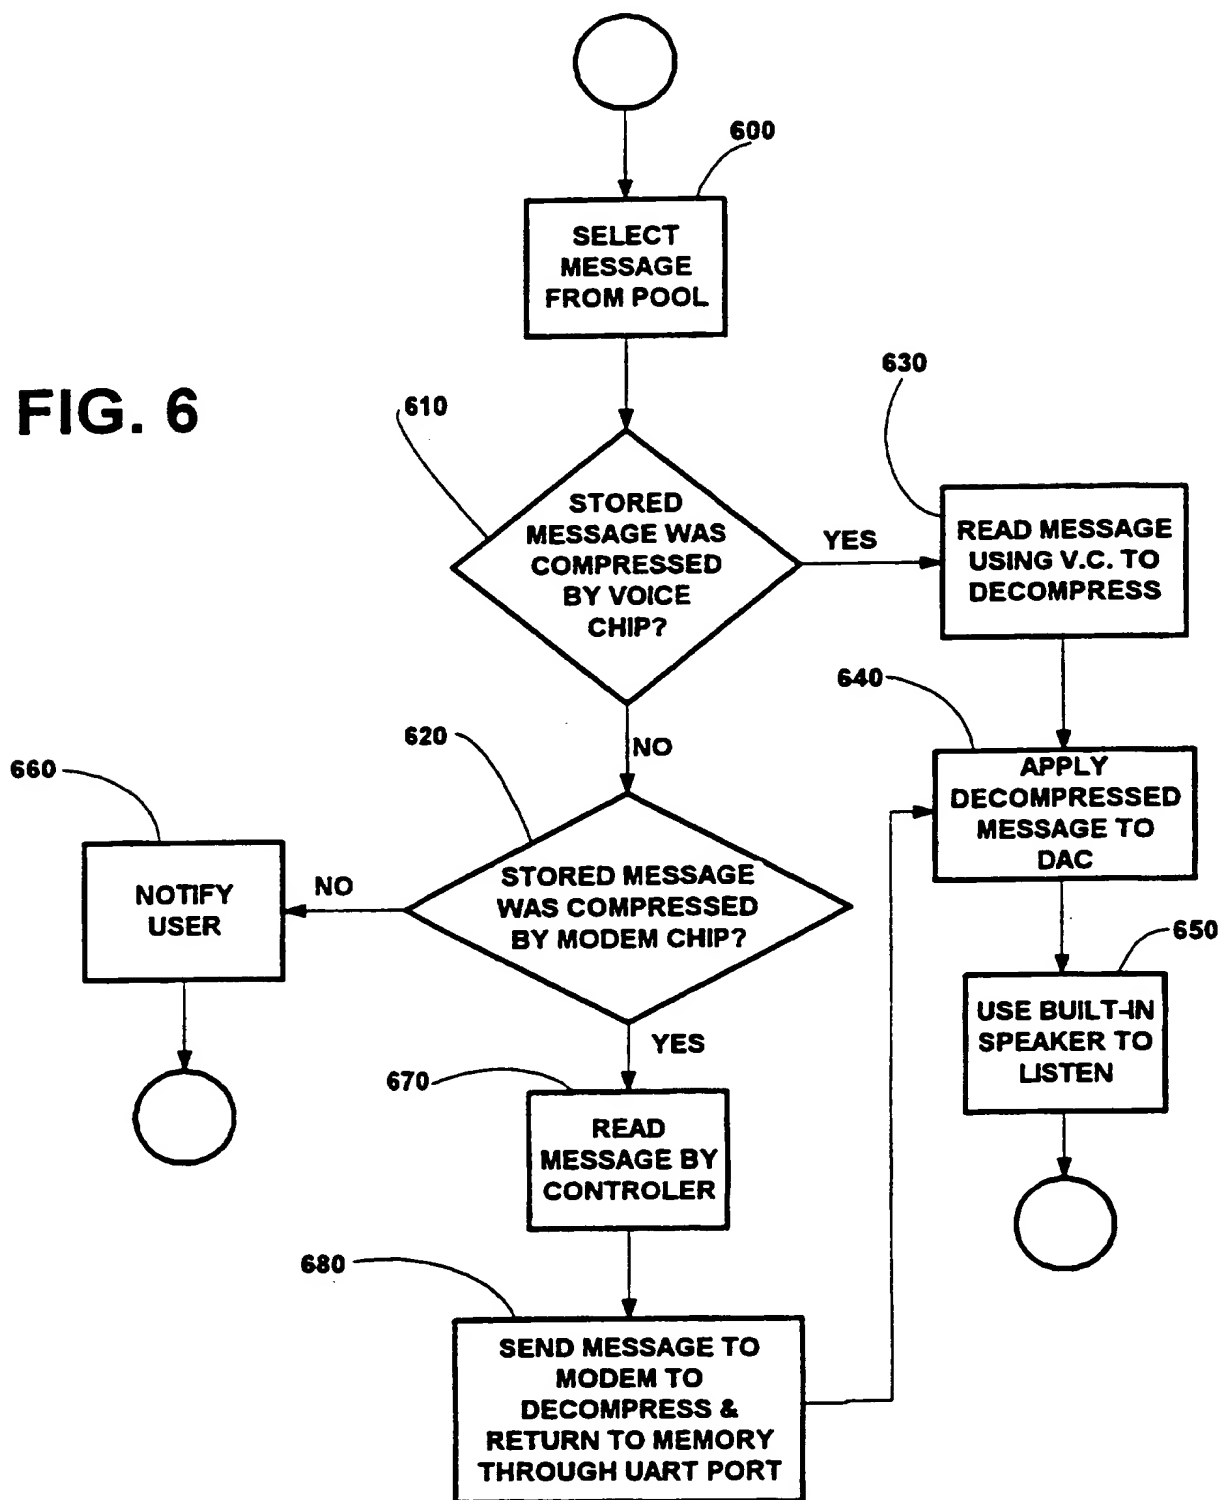 600
SELECT
MESSAGE
FROM POOL
FIG. 6
610
630
STORED
MESSAGE WAS
COMPRESSED
BY VOICE
CHIP?
YES
READ MESSAGE
USING V.C. TO
DECOMPRESS
640
NO
620
660
APPLY
DECOMPRESSED
MESSAGE TO
DAC
STORED MESSAGE
WAS COMPRESSED
BY MODEM CHIP?
NO
NOTIFY
USER
650
USE BUILT-IN
SPEAKER TO
LISTEN
YES
670
READ
MESSAGE BY
CONTROLER
680
SEND MESSAGE TO
MODEM TO
DECOMPRESS &
RETURN TO MEMORY
THROUGH UART PORT